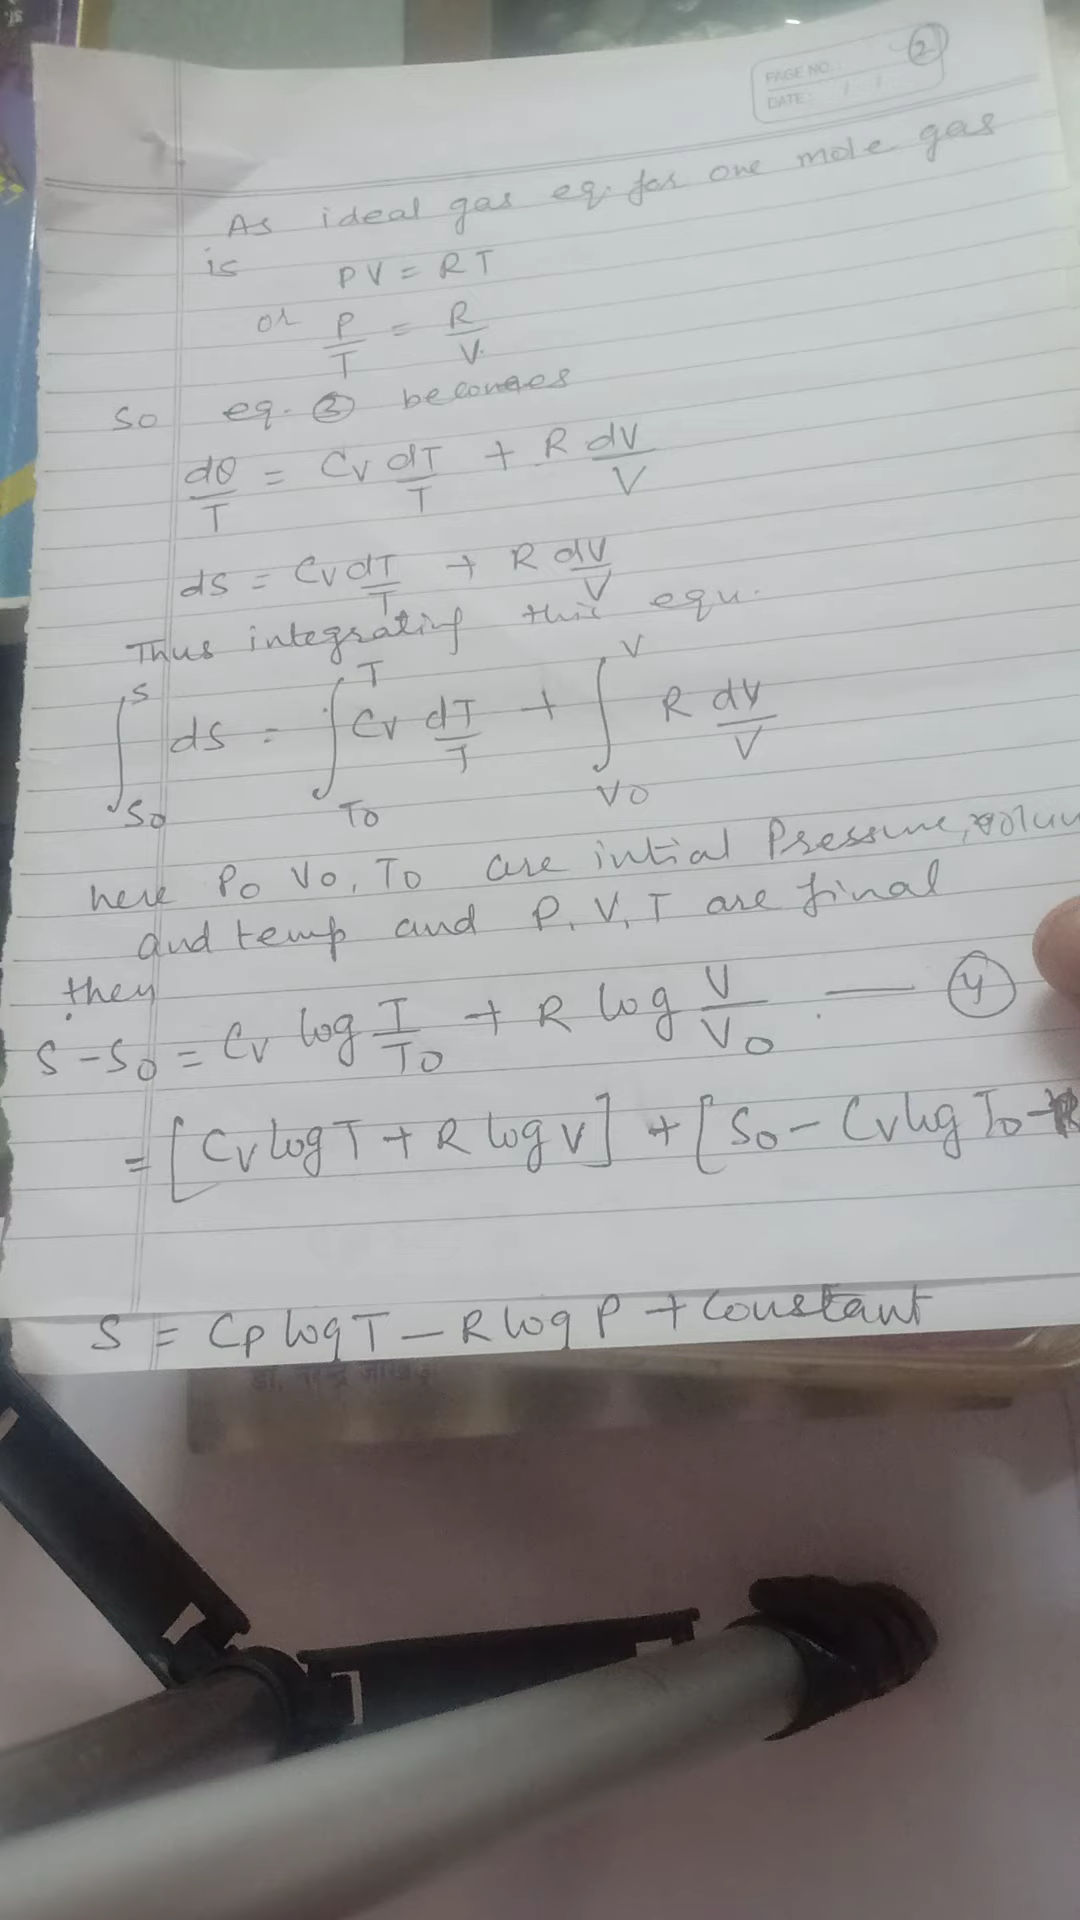 2
PAGE NO.
DATE: / /
As ideal gas eq. for one mole gas
is PV = RT
or P/T = R/V
So eq. ③ becomes
dθ/T = Cv dT/T + R dV/V
ds = Cv dT/T + R dV/V
Thus integrating this equ.
∫_{S0}^{S} ds = ∫_{T0}^{T} Cv dT/T + ∫_{V0}^{V} R dV/V
here P0 V0, T0 are intial Pressure,
and temp and P, V, T are final
they
S - S0 = Cv log T/T0 + R log V/V0 — ④
= [Cv log T + R log V] + [S0 - Cv log T0 -
S = CP log T - R log P + Constant